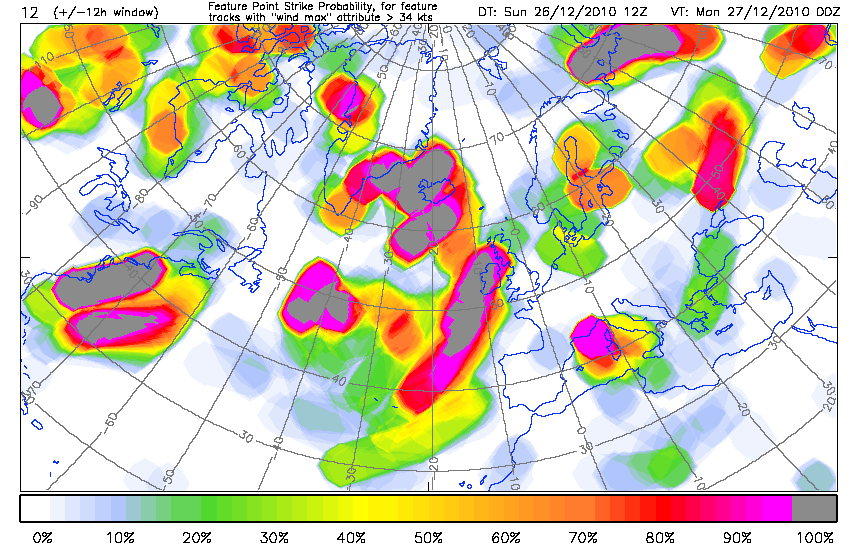 12 (+/-12h window) Feature Point Strike Probability, for feature DT: Sun 26/12/2010 12Z VT: Mon 27/12/2010 00Z
tracks with "wind max" attribute > 34 kts
0% 10% 20% 30% 40% 50% 60% 70% 80% 90% 100%